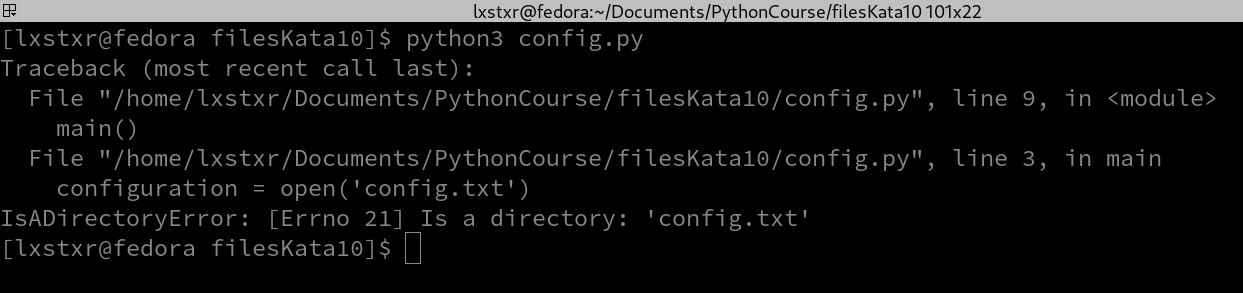 lxstxr@fedora:~/Documents/PythonCourse/filesKata10 101x22
[lxstxr@fedora filesKata10]$ python3 config.py
Traceback (most recent call last):
  File "/home/lxstxr/Documents/PythonCourse/filesKata10/config.py", line 9, in <module>
    main()
  File "/home/lxstxr/Documents/PythonCourse/filesKata10/config.py", line 3, in main
    configuration = open('config.txt')
IsADirectoryError: [Errno 21] Is a directory: 'config.txt'
[lxstxr@fedora filesKata10]$